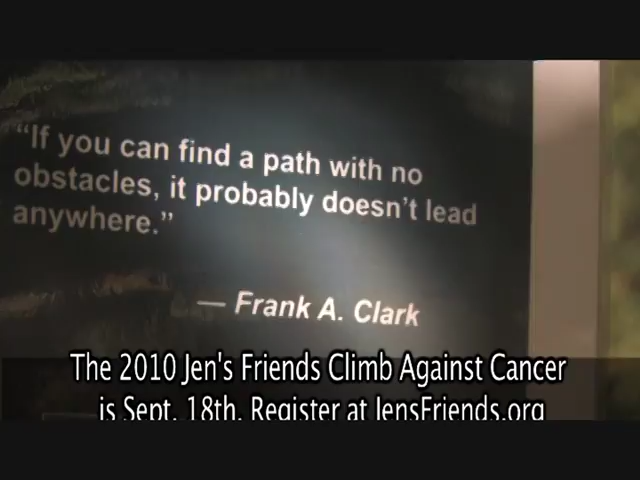 “If you can find a path with no
obstacles, it probably doesn’t lead
anywhere.”
— Frank A. Clark
The 2010 Jen's Friends Climb Against Cancer
is Sept. 18th. Register at JensFriends.org